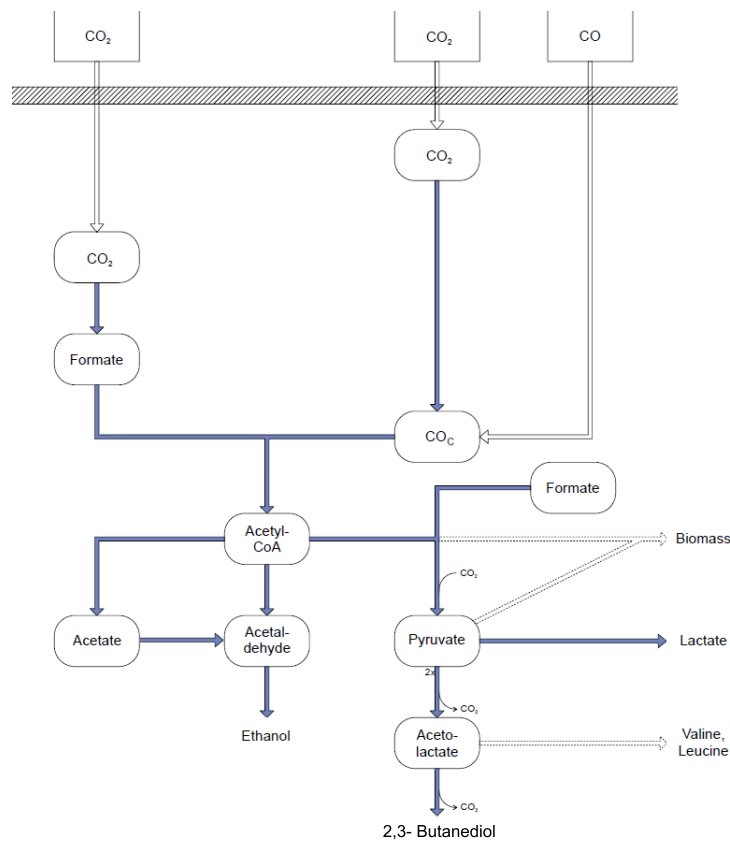 CO₂
CO₂
CO
CO₂
CO₂
Formate
CO_C
Formate
Acetyl-
CoA
Biomass
CO₂
Acetate
Acetal-
dehyde
Pyruvate
Lactate
2x
CO₂
Ethanol
Aceto-
lactate
Valine,
Leucine
CO₂
2,3- Butanediol